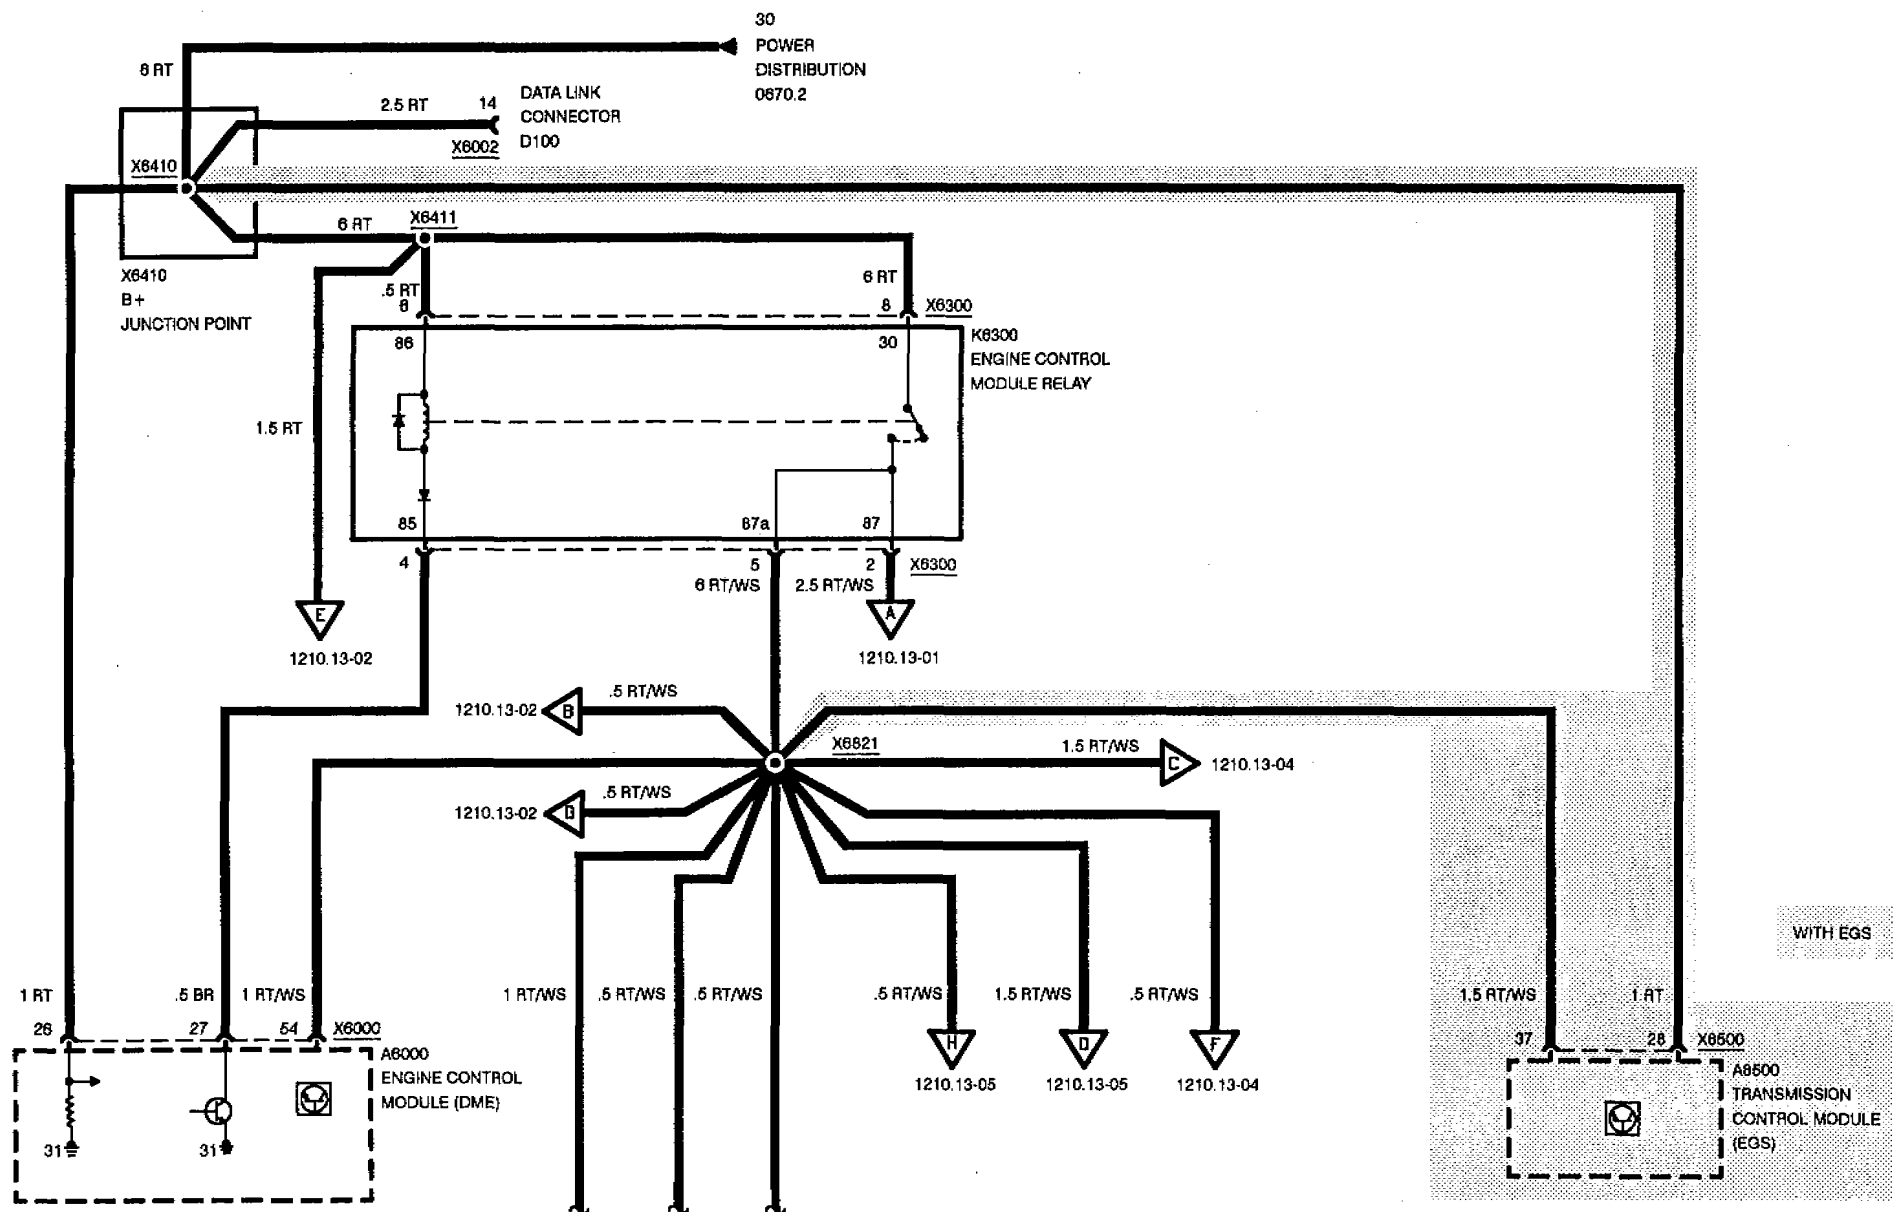 30
POWER
DISTRIBUTION
0670.2
6 RT
2.5 RT
14
DATA LINK
CONNECTOR
D100
X6002
X6410
6 RT
X6411
X6410
B+
JUNCTION POINT
.5 RT
6
6 RT
8
X6300
K6300
ENGINE CONTROL
MODULE RELAY
86
30
1.5 RT
85
87a
87
4
5
2
X6300
6 RT/WS
2.5 RT/WS
E
A
1210.13-02
1210.13-01
1210.13-02
B
.5 RT/WS
X6821
1.5 RT/WS
C
1210.13-04
1210.13-02
.5 RT/WS
WITH EGS
1 RT
.5 BR
1 RT/WS
1 RT/WS
.5 RT/WS
.5 RT/WS
.5 RT/WS
1.5 RT/WS
.5 RT/WS
1.5 RT/WS
1 RT
26
27
54
X6000
H
D
F
37
28
X8500
A6000
ENGINE CONTROL
MODULE (DME)
1210.13-05
1210.13-05
1210.13-04
A8500
TRANSMISSION
CONTROL MODULE
(EGS)
31
31